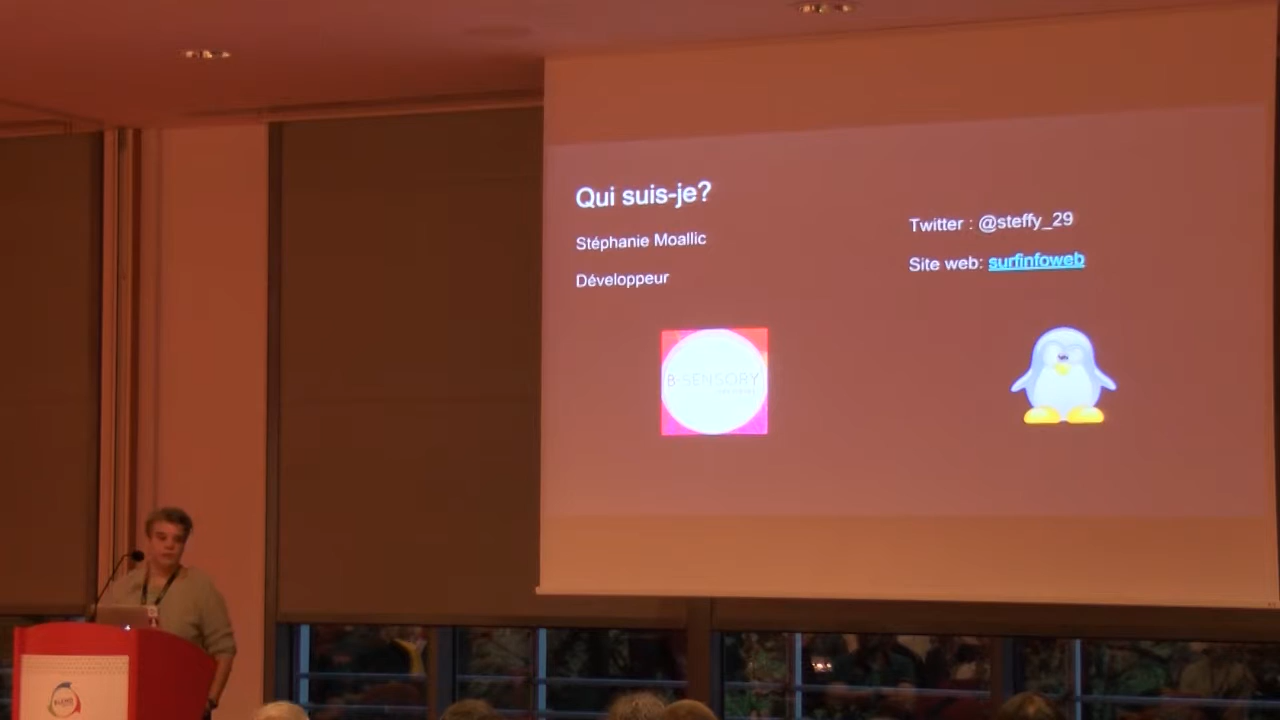 Qui suis-je?
Stéphanie Moallic
Développeur
Twitter : @steffy_29
Site web: surfinfoweb
B-SENSORY